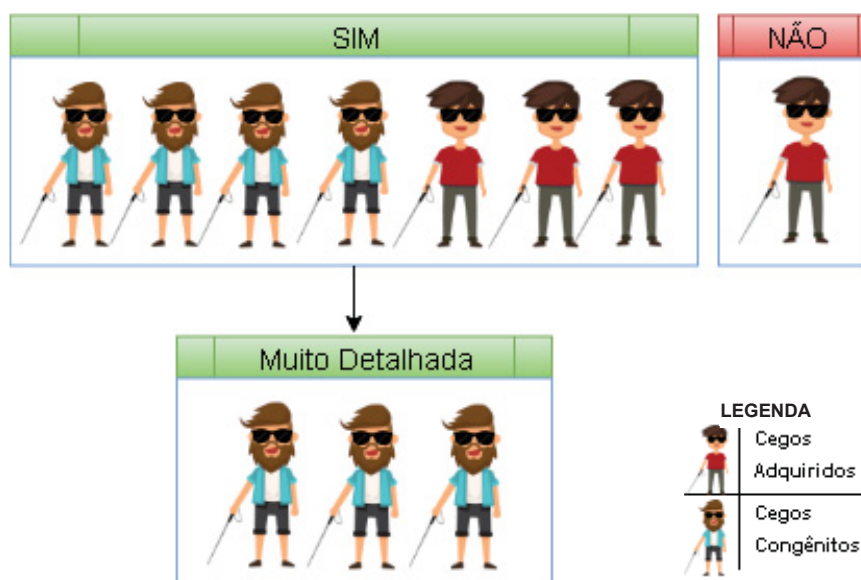 SIM
NÃO
Muito Detalhada
LEGENDA
Cegos
Adquiridos
Cegos
Congênitos